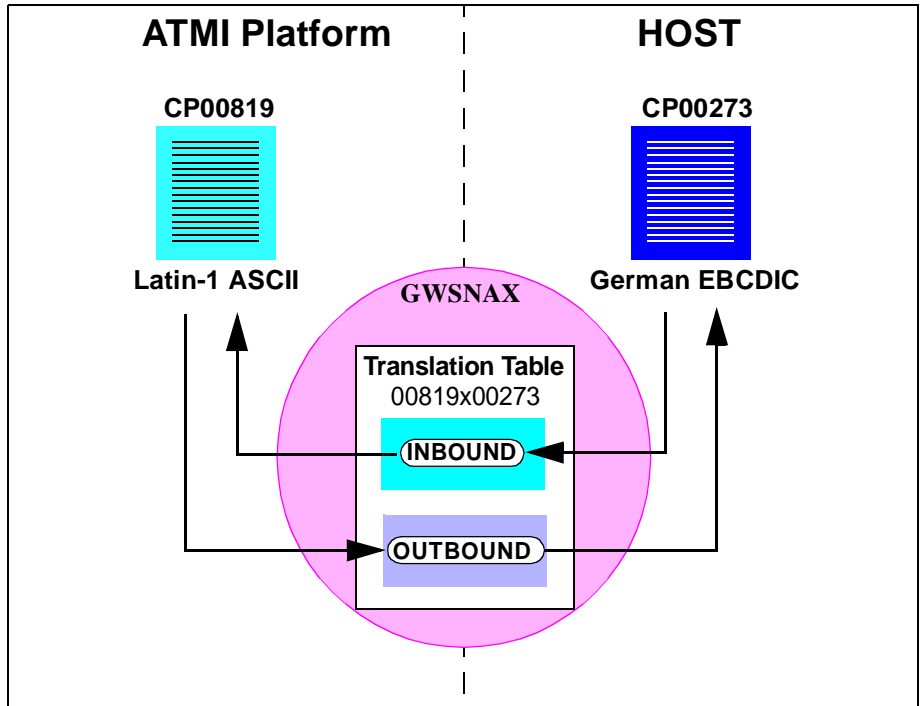 ATMI Platform
HOST
CP00819
CP00273
Latin-1 ASCII
German EBCDIC
GWSNAX
Translation Table
00819x00273
INBOUND
OUTBOUND